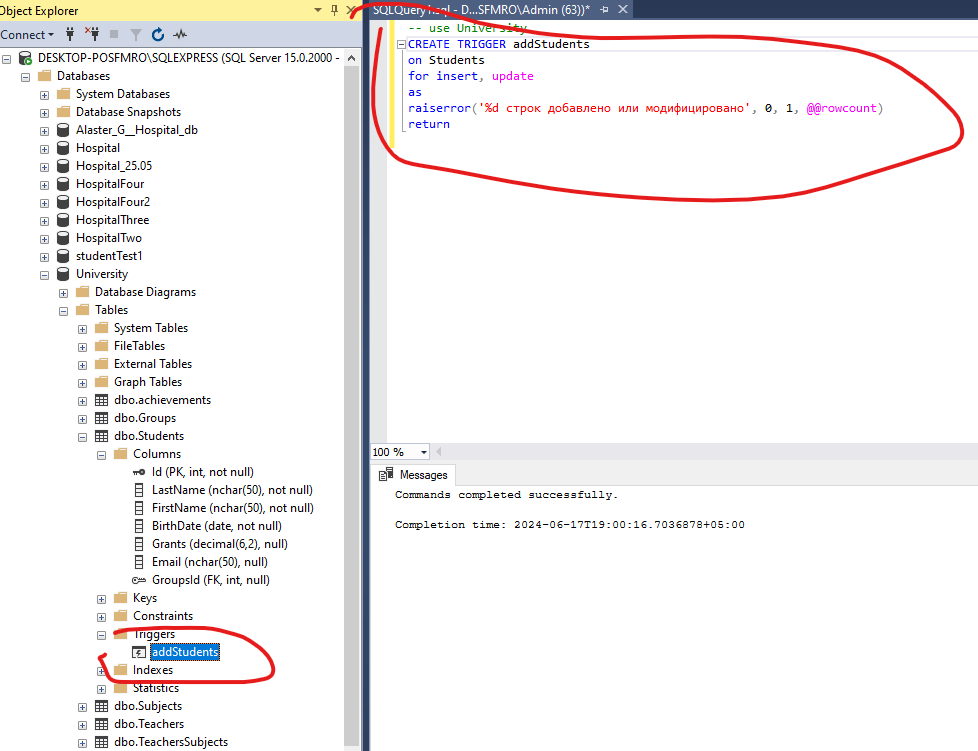 Object Explorer
Connect
DESKTOP-POSFMRO\SQLEXPRESS (SQL Server 15.0.2000 -
Databases
System Databases
Database Snapshots
Alaster_G__Hospital_db
Hospital
Hospital_25.05
HospitalFour
HospitalFour2
HospitalThree
HospitalTwo
studentTest1
University
Database Diagrams
Tables
System Tables
FileTables
External Tables
Graph Tables
dbo.achievements
dbo.Groups
dbo.Students
Columns
Id (PK, int, not null)
LastName (nchar(50), not null)
FirstName (nchar(50), not null)
BirthDate (date, not null)
Grants (decimal(6,2), null)
Email (nchar(50), null)
GroupsId (FK, int, null)
Keys
Constraints
Triggers
addStudents
Indexes
Statistics
dbo.Subjects
dbo.Teachers
dbo.TeachersSubjects
.sql - D...SFMRO\Admin (63))*
-- use University
CREATE TRIGGER addStudents
on Students
for insert, update
as
raiserror('%d строк добавлено или модифицировано', 0, 1, @@rowcount)
return
100 %
Messages
Commands completed successfully.
Completion time: 2024-06-17T19:00:16.7036878+05:00